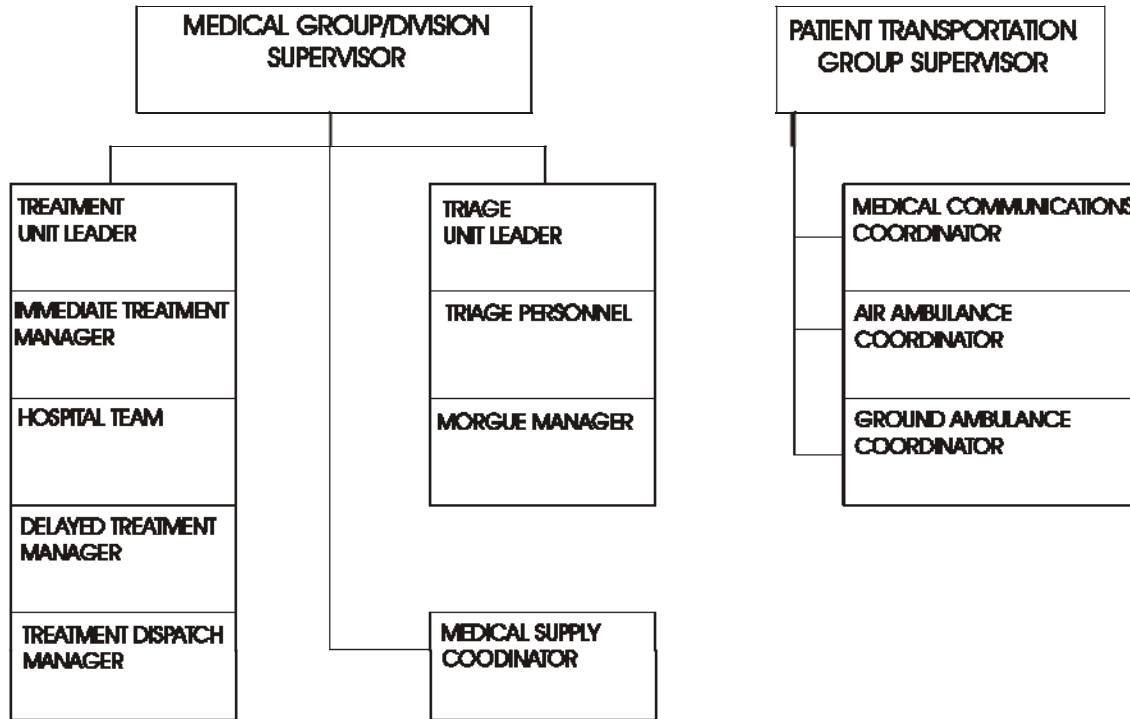 MEDICAL GROUP/DIVISION
SUPERVISOR
PATIENT TRANSPORTATION
GROUP SUPERVISOR
TREATMENT
UNIT LEADER
IMMEDIATE TREATMENT
MANAGER
HOSPITAL TEAM
DELAYED TREATMENT
MANAGER
TREATMENT DISPATCH
MANAGER
TRIAGE
UNIT LEADER
TRIAGE PERSONNEL
MORGUE MANAGER
MEDICAL SUPPLY
COODINATOR
MEDICAL COMMUNICATIONS
COORDINATOR
AIR AMBULANCE
COORDINATOR
GROUND AMBULANCE
COORDINATOR